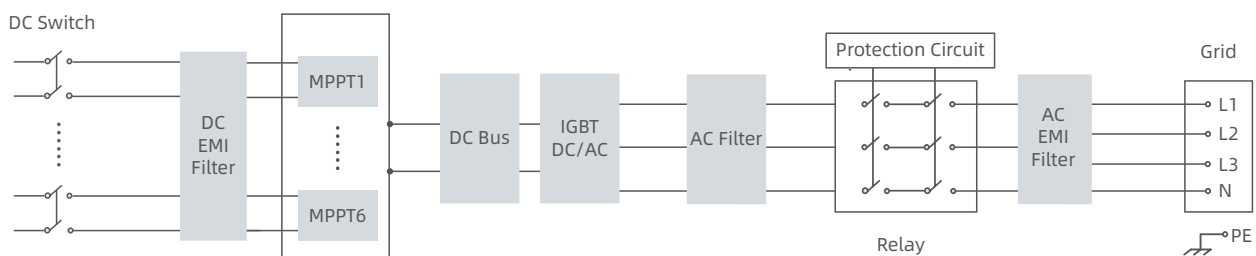 DC Switch
DC
EMI
Filter
MPPT1
MPPT6
DC Bus
IGBT
DC/AC
AC Filter
Protection Circuit
Relay
AC
EMI
Filter
Grid
L1
L2
L3
N
PE